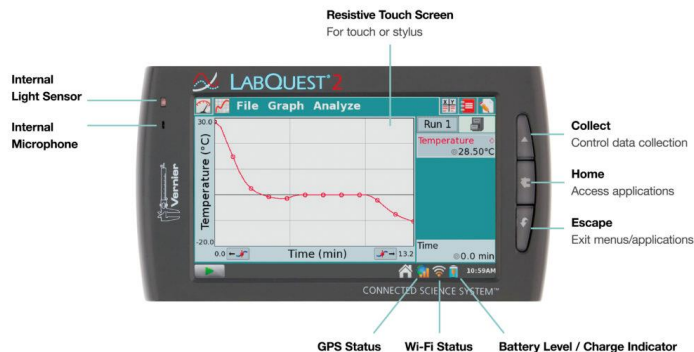 Resistive Touch Screen
For touch or stylus
Internal
Light Sensor
Internal
Microphone
LABQUEST® 2
File Graph Analyze
X Y
Run 1
30.0
Temperature (°C)
-20.0
0.0
Time (min)
13.2
Temperature
28.50°C
Time
0.0 min
10:59AM
Vernier
CONNECTED SCIENCE SYSTEM™
Collect
Control data collection
Home
Access applications
Escape
Exit menus/applications
GPS Status
Wi-Fi Status
Battery Level / Charge Indicator